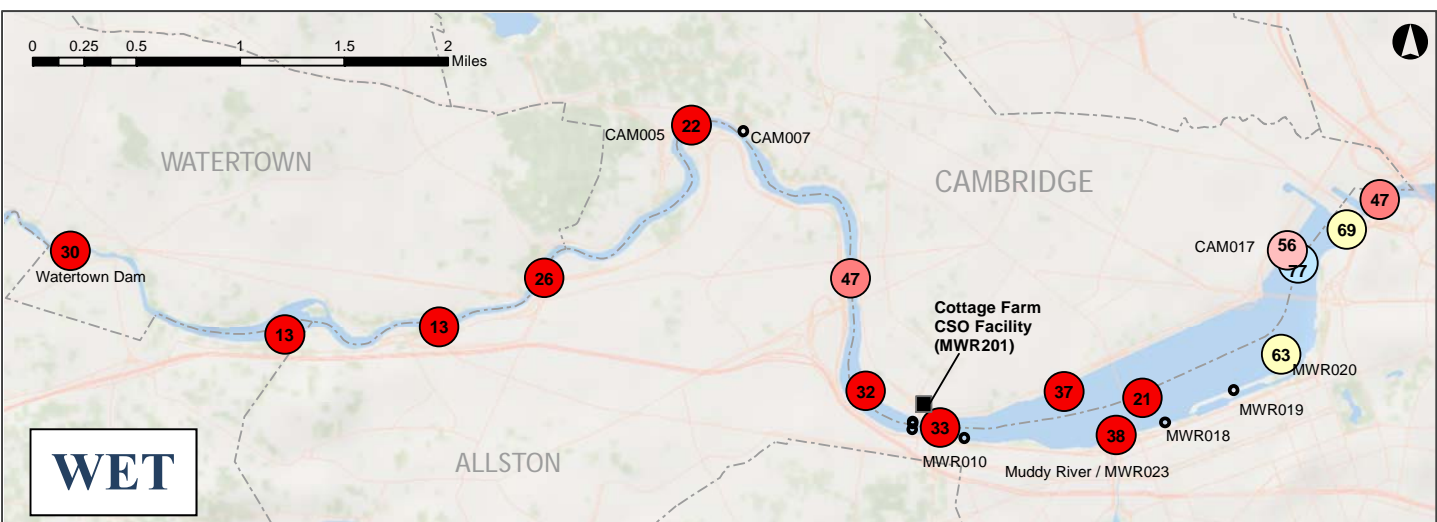 0 0.25 0.5 1 1.5 2
Miles
CAM005
22
CAM007
WATERTOWN
CAMBRIDGE
47
69
56
CAM017
77
30
Watertown Dam
26
47
13
13
Cottage Farm
CSO Facility
(MWR201)
63
MWR020
32
37
21
MWR019
33
38
MWR018
MWR010
Muddy River / MWR023
ALLSTON
WET